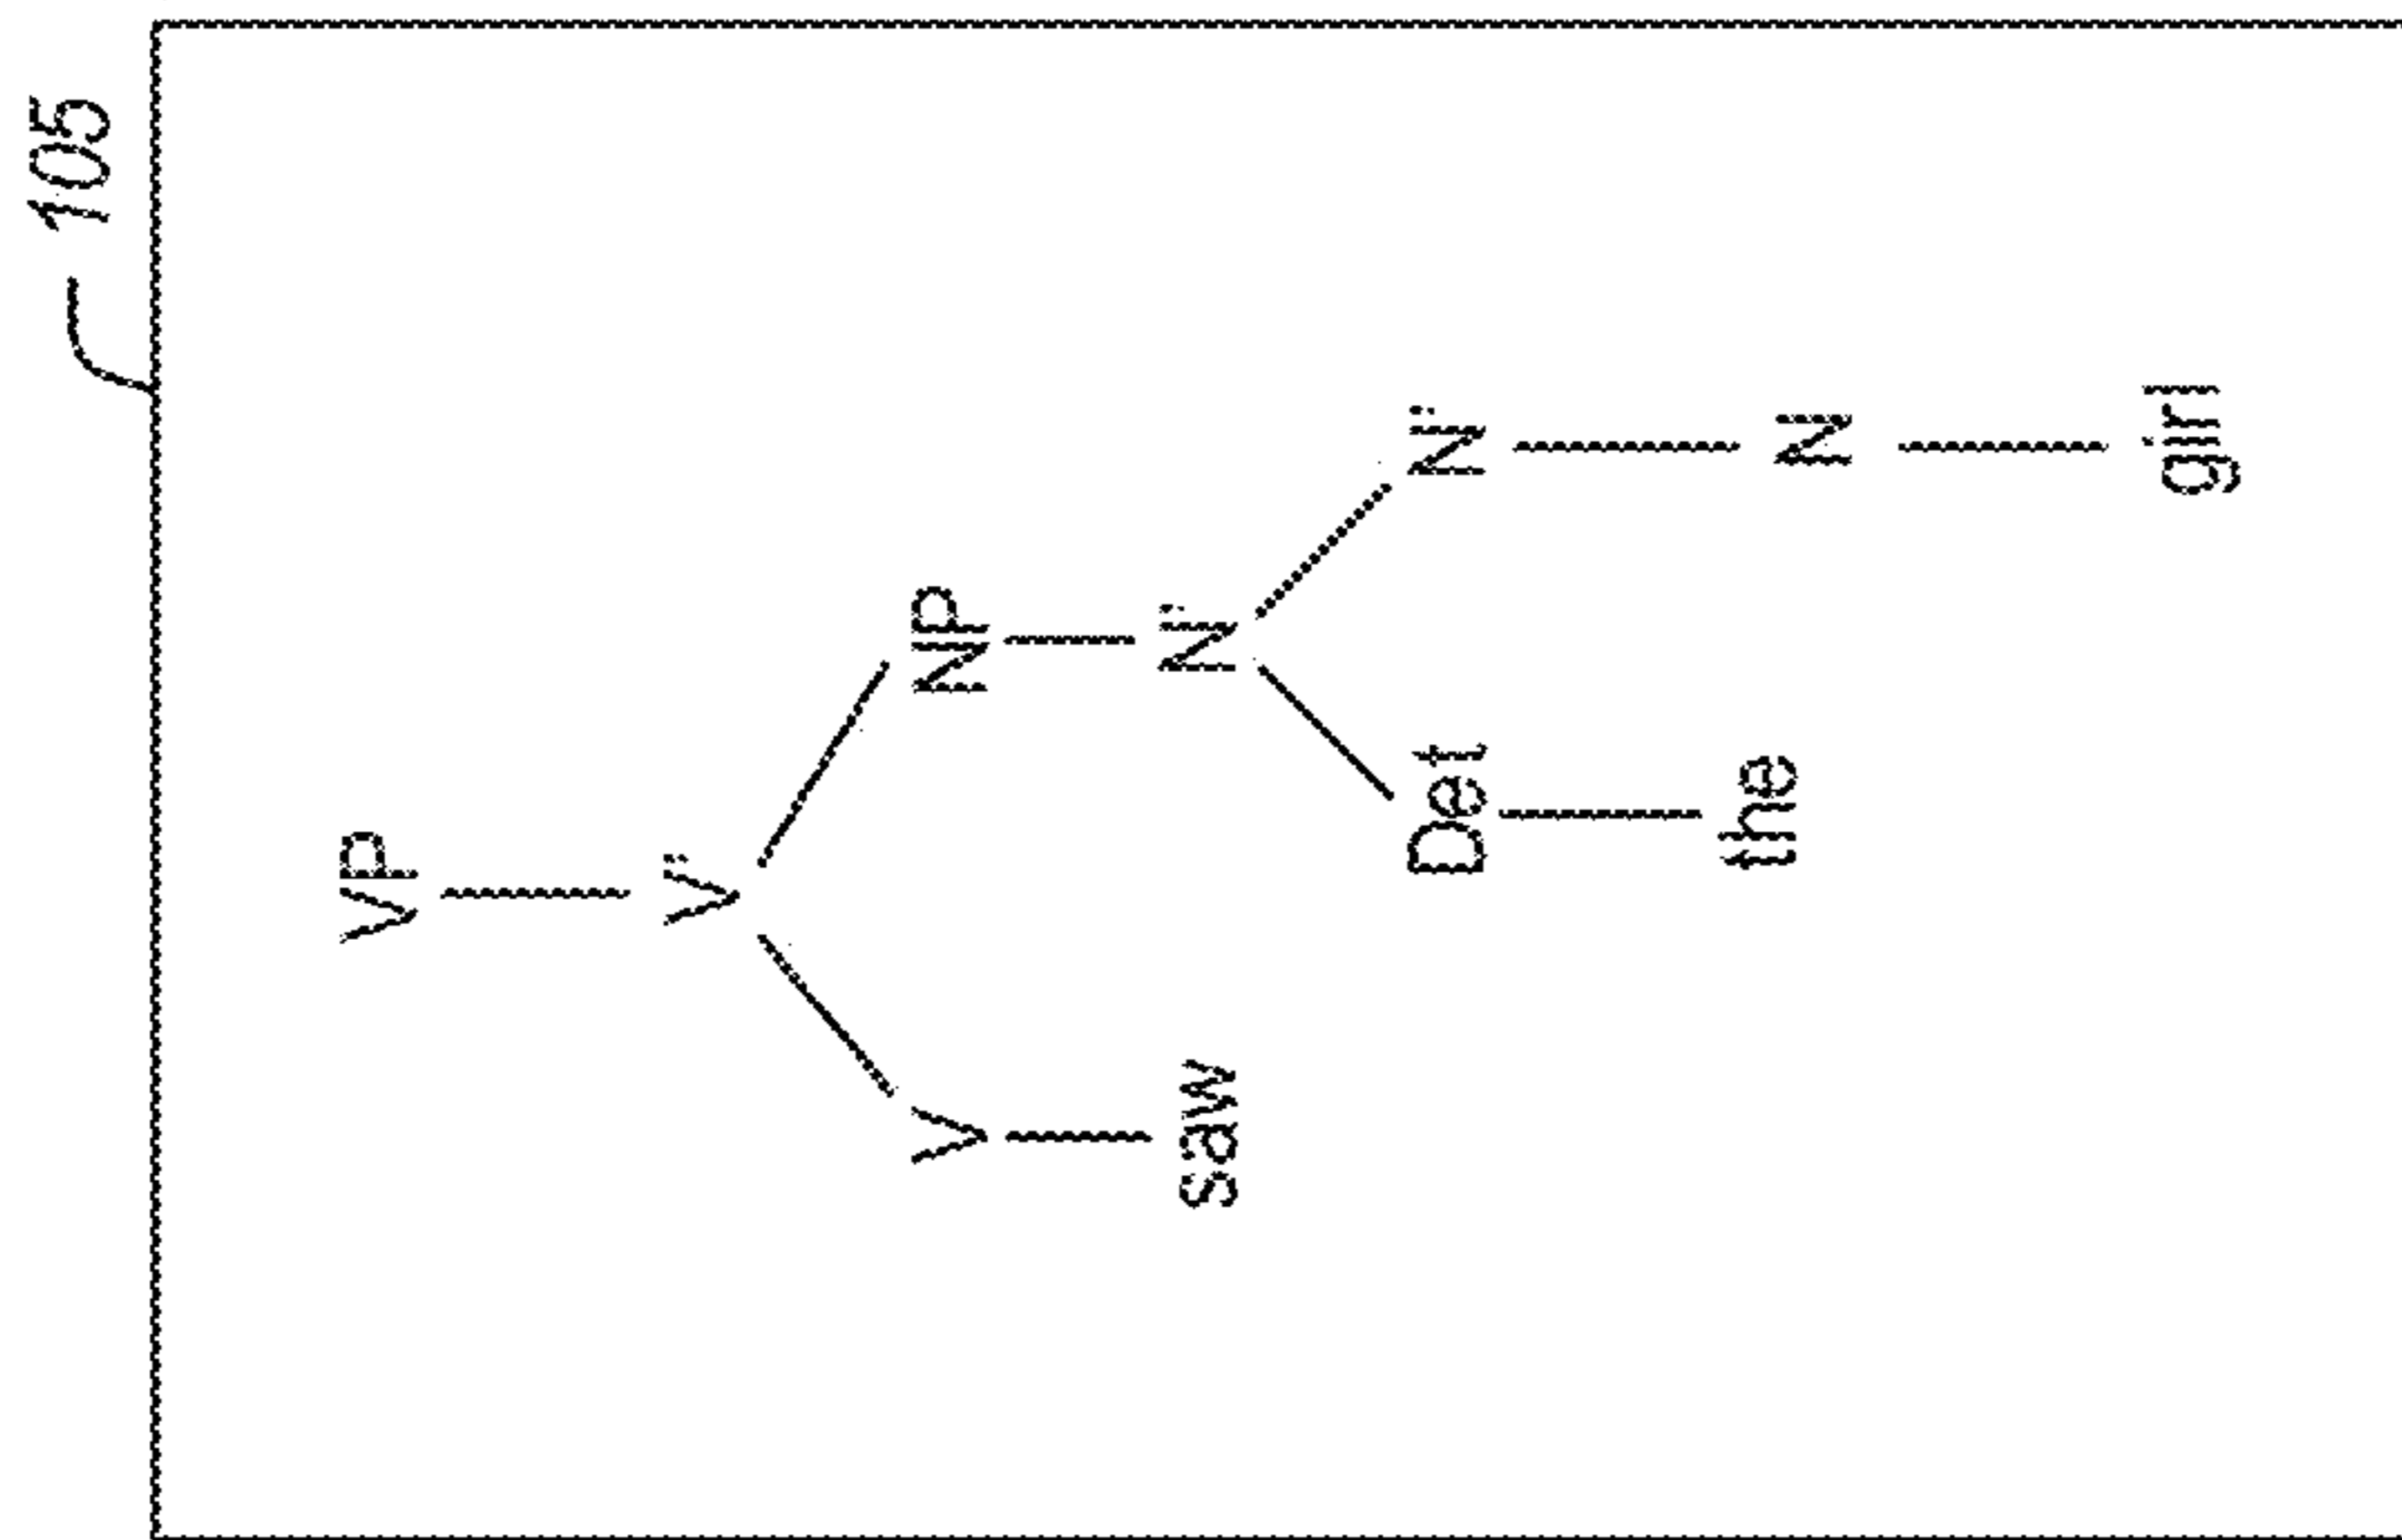 105
VP
V'
V NP
saw N'
Det N'
the N
girl